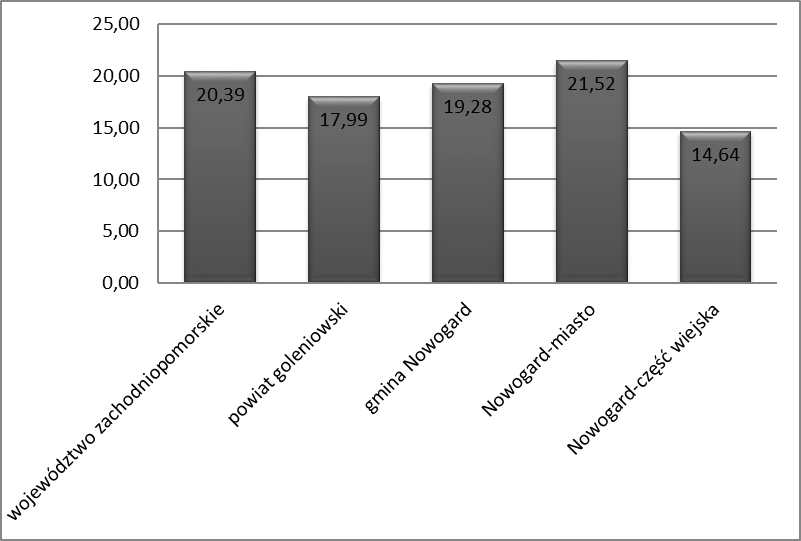 25,00
20,00
15,00
10,00
5,00
0,00
20,39
17,99
19,28
21,52
14,64
województwo zachodniopomorskie
powiat goleniowski
gmina Nowogard
Nowogard-miasto
Nowogard-część wiejska